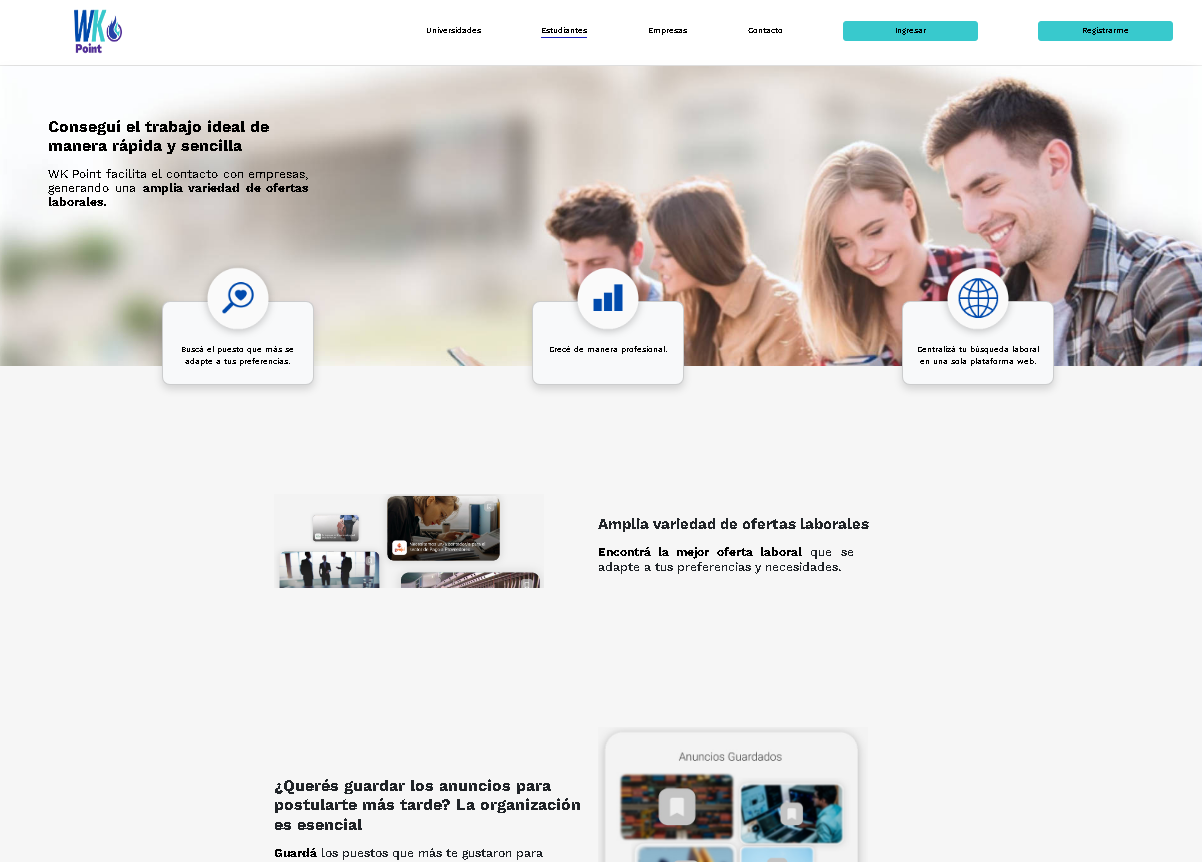 WK
Point
Universidades
Estudiantes
Empresas
Contacto
Ingresar
Registrarme
Conseguí el trabajo ideal de
manera rápida y sencilla
WK Point facilita el contacto con empresas,
generando una amplia variedad de ofertas
laborales.
Buscá el puesto que más se
adapte a tus preferencias.
Crecé de manera profesional.
Centralizá tu búsqueda laboral
en una sola plataforma web.
Amplia variedad de ofertas laborales
Encontrá la mejor oferta laboral que se
adapte a tus preferencias y necesidades.
Anuncios Guardados
¿Querés guardar los anuncios para
postularte más tarde? La organización
es esencial
Guardá los puestos que más te gustaron para